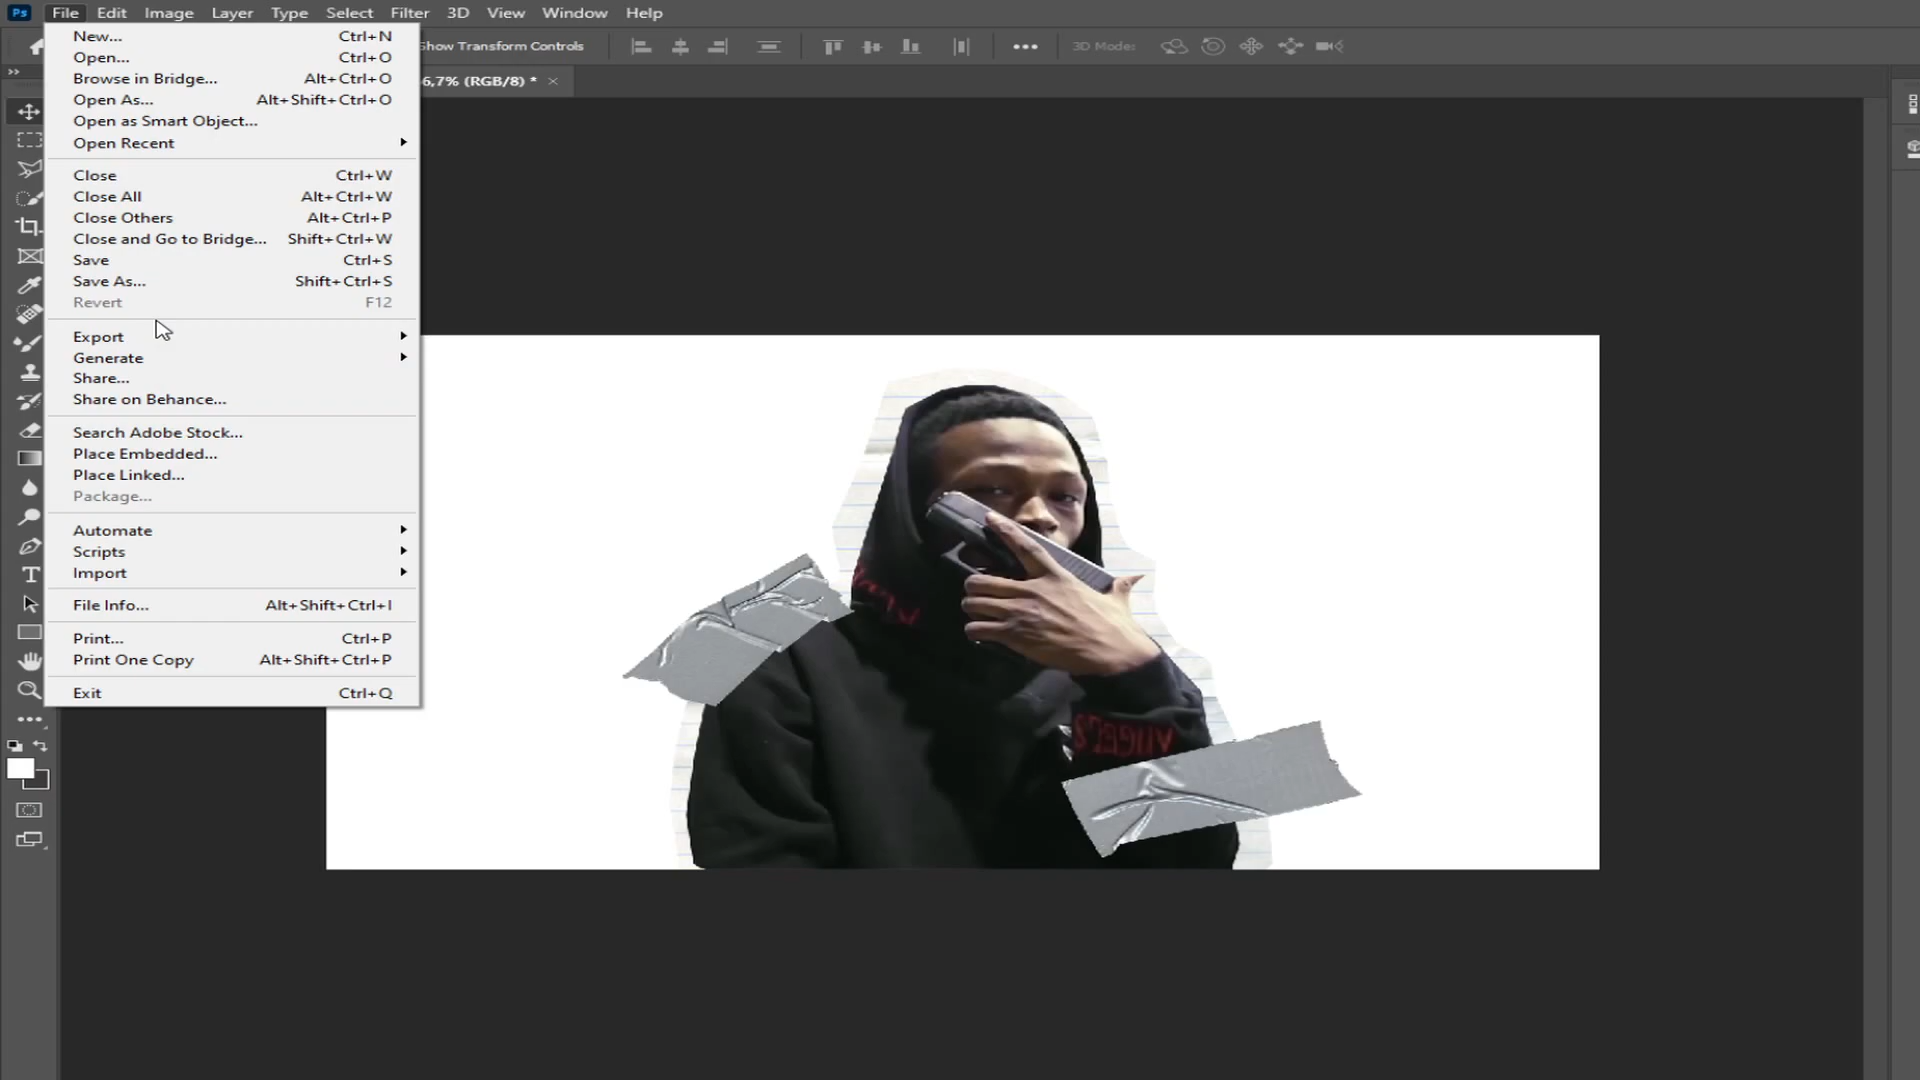 Ps File Edit Image Layer Type Select Filter 3D View Window Help
Show Transform Controls 3D Mode:
6,7% (RGB/8) * ×
New... Ctrl+N
Open... Ctrl+O
Browse in Bridge... Alt+Ctrl+O
Open As... Alt+Shift+Ctrl+O
Open as Smart Object...
Open Recent
Close Ctrl+W
Close All Alt+Ctrl+W
Close Others Alt+Ctrl+P
Close and Go to Bridge... Shift+Ctrl+W
Save Ctrl+S
Save As... Shift+Ctrl+S
Revert F12
Export
Generate
Share...
Share on Behance...
Search Adobe Stock...
Place Embedded...
Place Linked...
Package...
Automate
Scripts
Import
File Info... Alt+Shift+Ctrl+I
Print... Ctrl+P
Print One Copy Alt+Shift+Ctrl+P
Exit Ctrl+Q
ANGELS